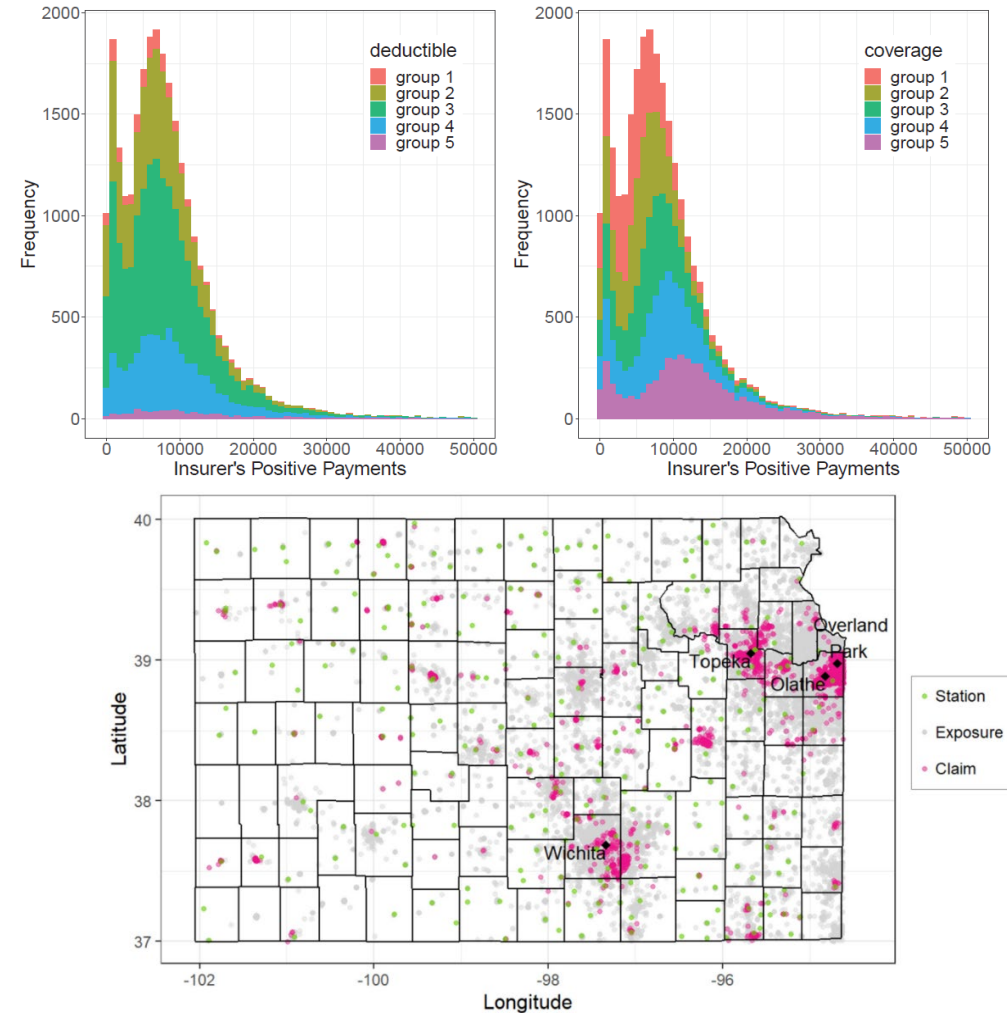 2000
1500
1000
500
0
Frequency
deductible
group 1
group 2
group 3
group 4
group 5
0 10000 20000 30000 40000 50000
Insurer's Positive Payments
2000
1500
1000
500
0
Frequency
coverage
group 1
group 2
group 3
group 4
group 5
0 10000 20000 30000 40000 50000
Insurer's Positive Payments
40
39
38
37
Latitude
Overland
Park
Topeka
Olathe
Wichita
-102 -100 -98 -96
Longitude
Station
Exposure
Claim